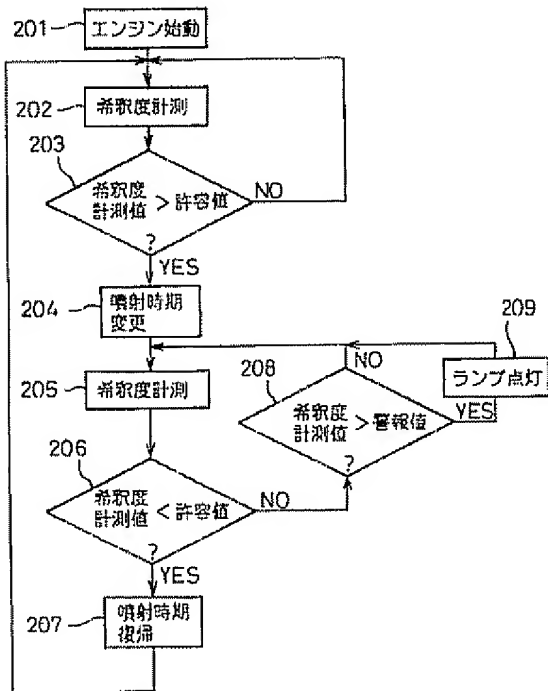 201
エンジン始動
202
希釈度計測
203
希釈度
計測値 > 許容値
?
NO
YES
204
噴射時期
変更
205
希釈度計測
206
希釈度
計測値 < 許容値
?
NO
YES
207
噴射時期
復帰
208
希釈度
計測値 > 警報値
?
NO
YES
209
ランプ点灯